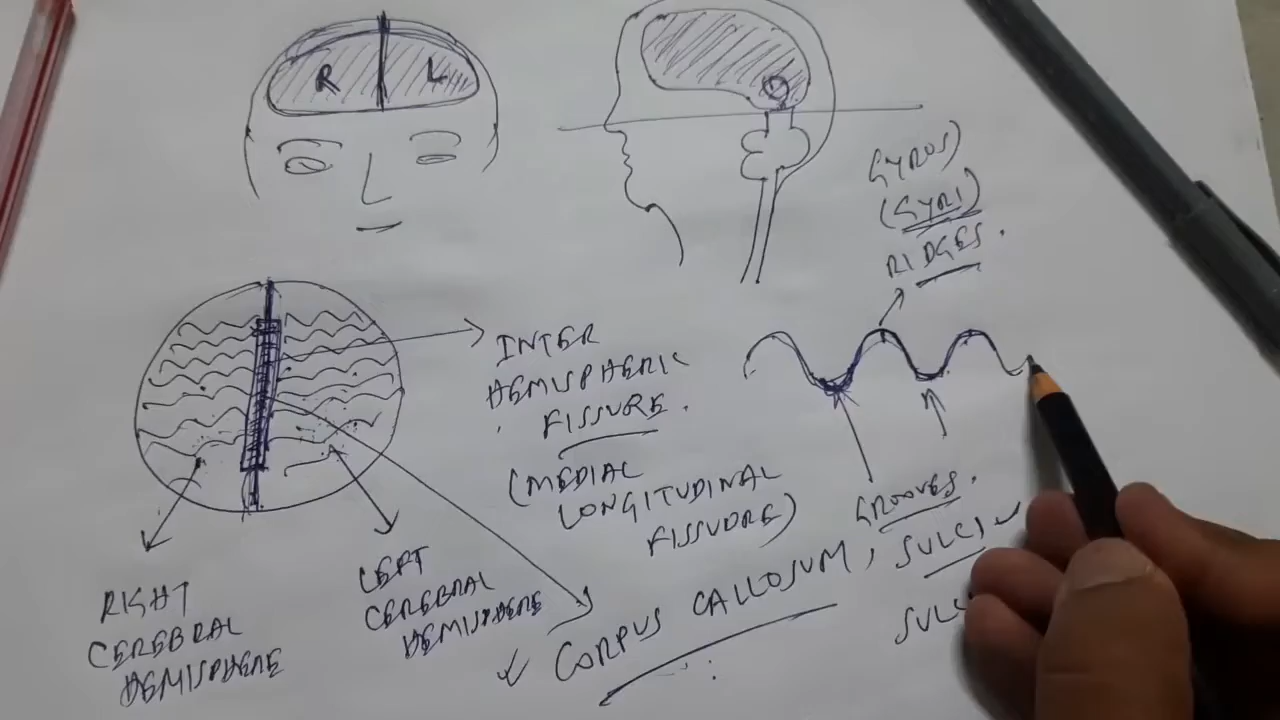 R L
GYRUS)
(GYRI)
RIDGES.
INTER
HEMISPHERIC
FISSURE.
(MEDIAL
LONGITUDINAL
FISSURE)
GROOVES.
SULCI
RIGHT
CEREBRAL
HEMISPHERE
LEFT
CEREBRAL
HEMISPHERE
CORPUS CALLOSUM,